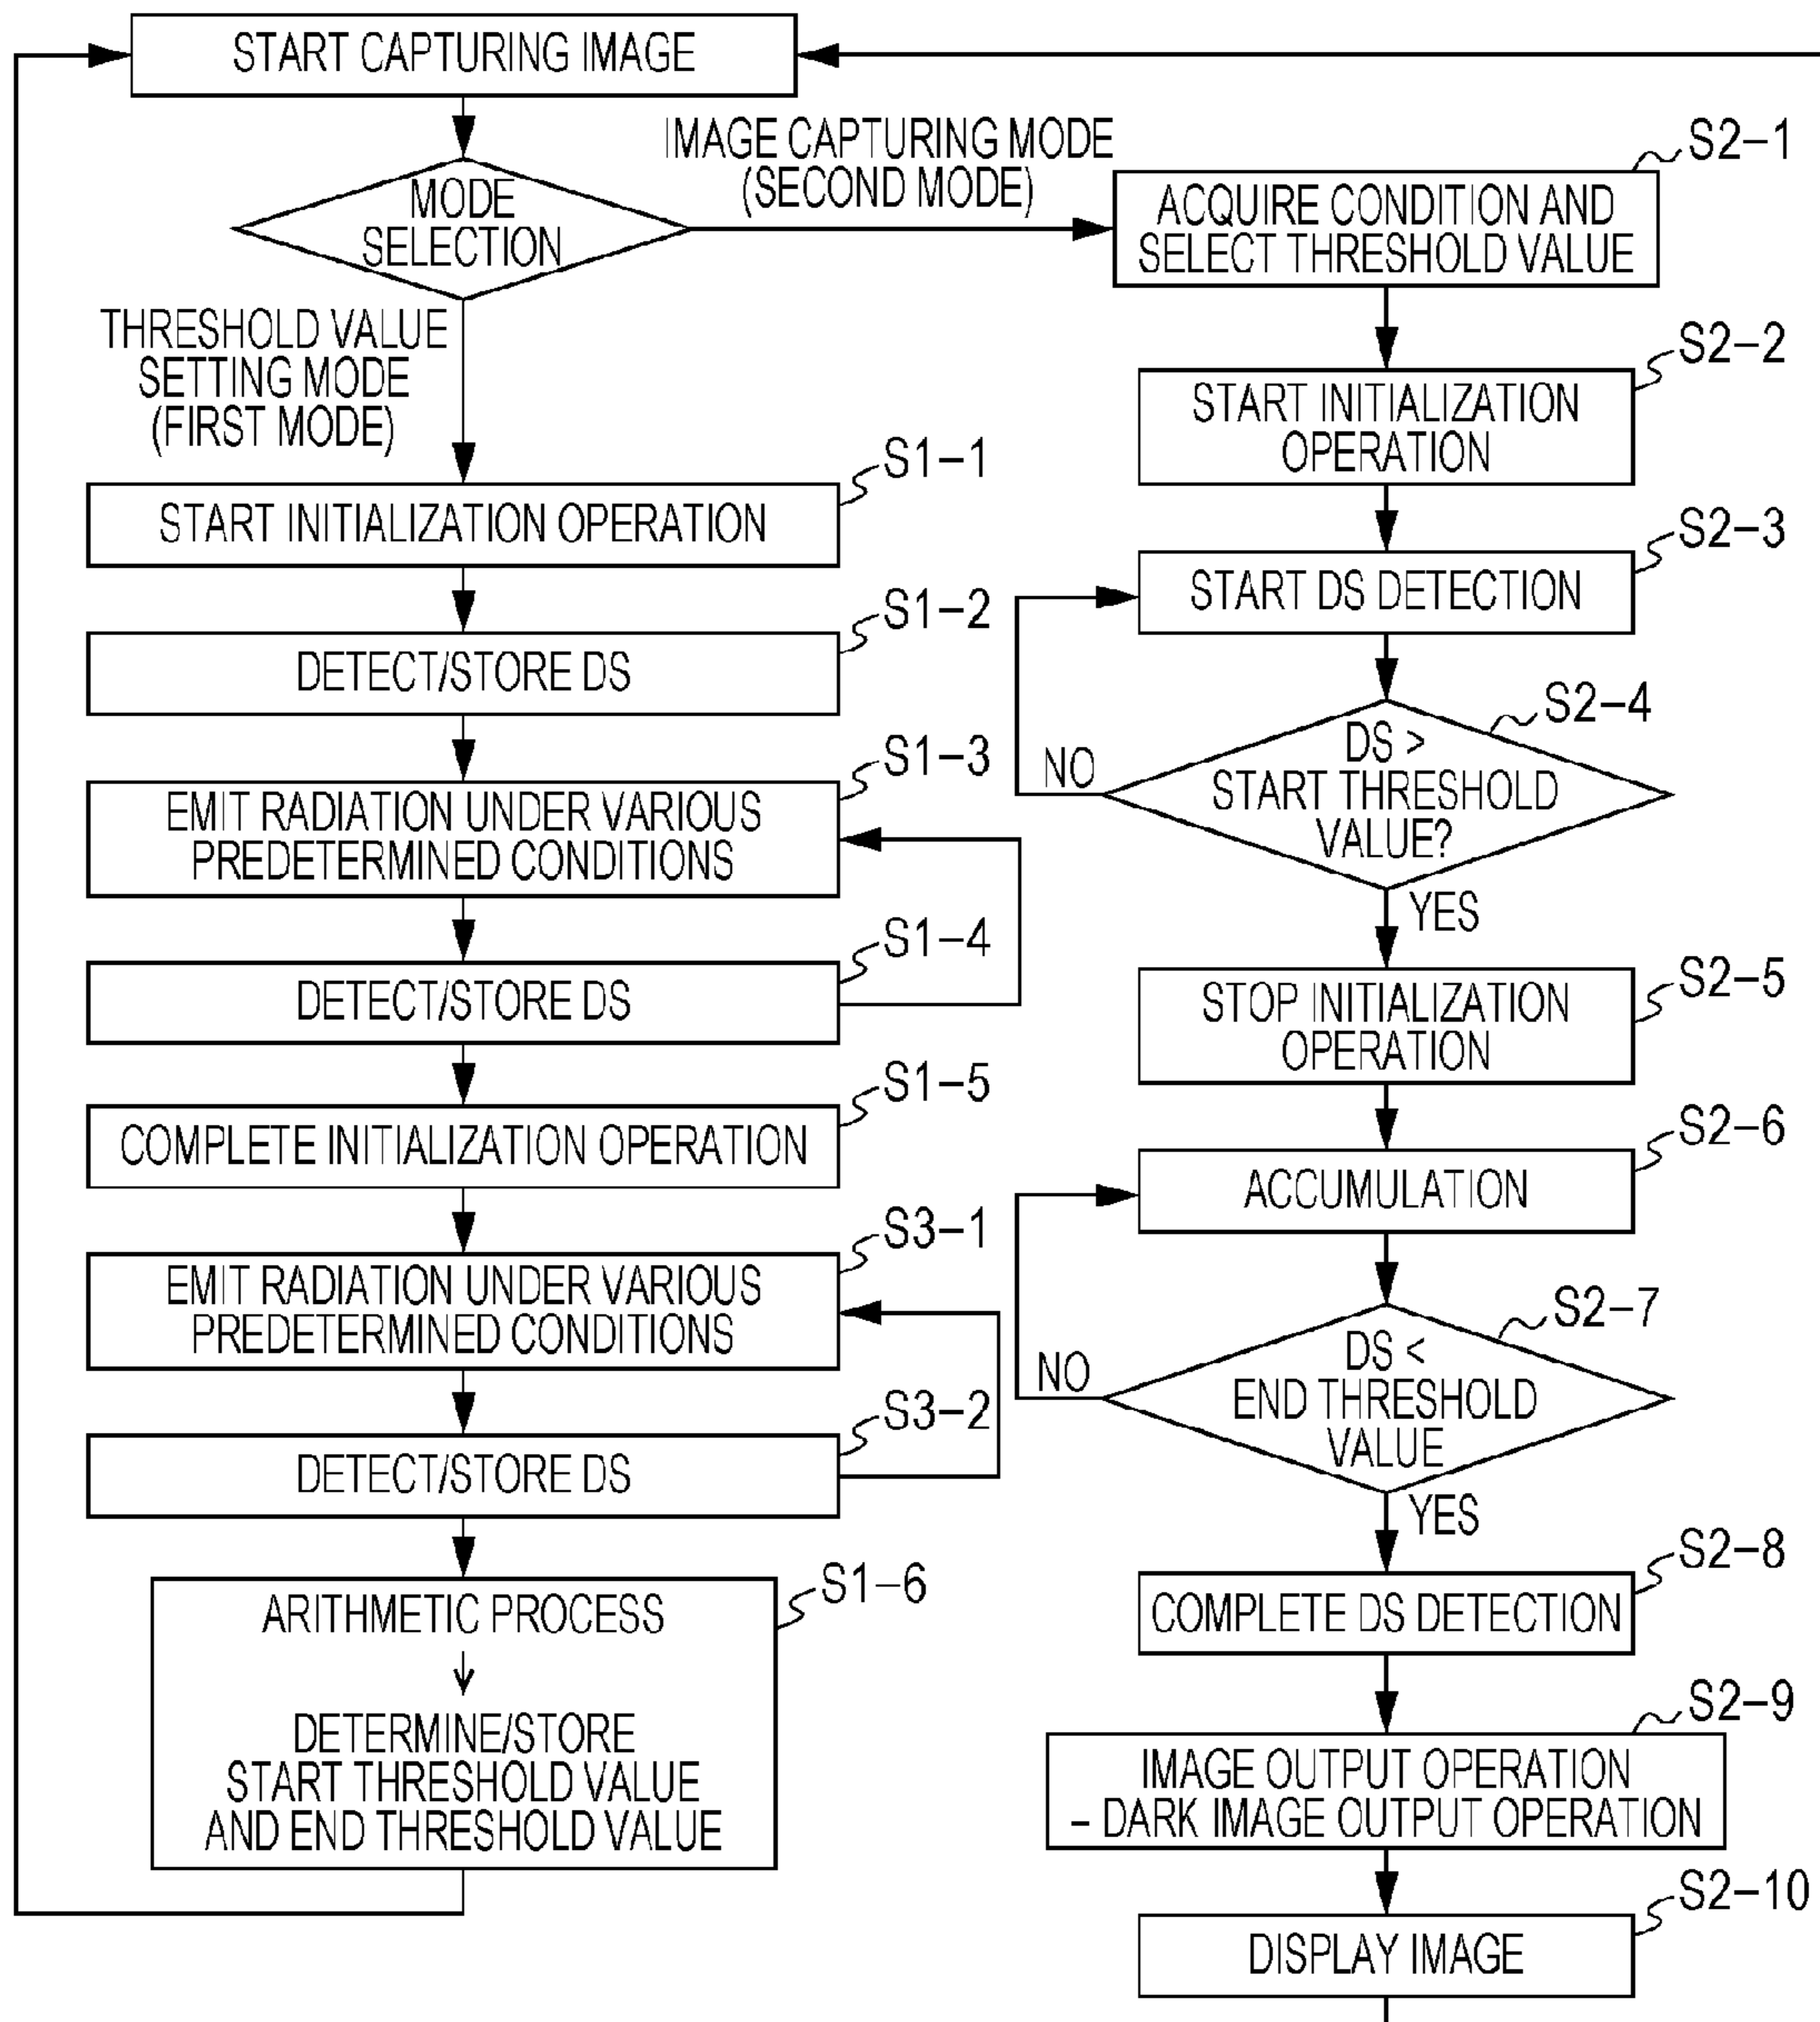 START CAPTURING IMAGE
MODE
SELECTION
IMAGE CAPTURING MODE
(SECOND MODE)
THRESHOLD VALUE
SETTING MODE
(FIRST MODE)
S1-1
START INITIALIZATION OPERATION
S1-2
DETECT/STORE DS
S1-3
EMIT RADIATION UNDER VARIOUS
PREDETERMINED CONDITIONS
S1-4
DETECT/STORE DS
S1-5
COMPLETE INITIALIZATION OPERATION
S3-1
EMIT RADIATION UNDER VARIOUS
PREDETERMINED CONDITIONS
S3-2
DETECT/STORE DS
S1-6
ARITHMETIC PROCESS
DETERMINE/STORE
START THRESHOLD VALUE
AND END THRESHOLD VALUE
S2-1
ACQUIRE CONDITION AND
SELECT THRESHOLD VALUE
S2-2
START INITIALIZATION
OPERATION
S2-3
START DS DETECTION
S2-4
DS >
START THRESHOLD
VALUE?
NO
YES
S2-5
STOP INITIALIZATION
OPERATION
S2-6
ACCUMULATION
S2-7
DS <
END THRESHOLD
VALUE
NO
YES
S2-8
COMPLETE DS DETECTION
S2-9
IMAGE OUTPUT OPERATION
– DARK IMAGE OUTPUT OPERATION
S2-10
DISPLAY IMAGE